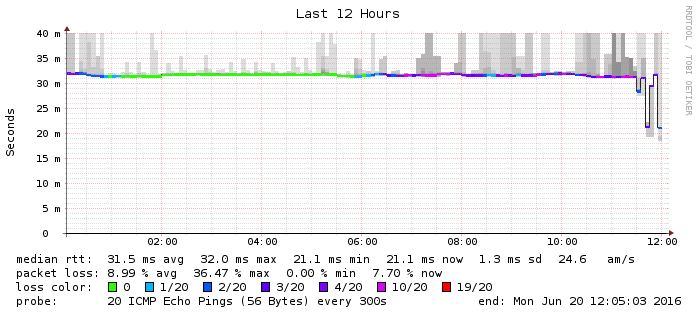 Last 12 Hours
RRDTOOL / TOBI OETIKER
Seconds
40 m
35 m
30 m
25 m
20 m
15 m
10 m
5 m
0
02:00 04:00 06:00 08:00 10:00 12:00
median rtt: 31.5 ms avg 32.0 ms max 21.1 ms min 21.1 ms now 1.3 ms sd 24.6 am/s
packet loss: 8.99 % avg 36.47 % max 0.00 % min 7.70 % now
loss color: 0 1/20 2/20 3/20 4/20 10/20 19/20
probe: 20 ICMP Echo Pings (56 Bytes) every 300s end: Mon Jun 20 12:05:03 2016